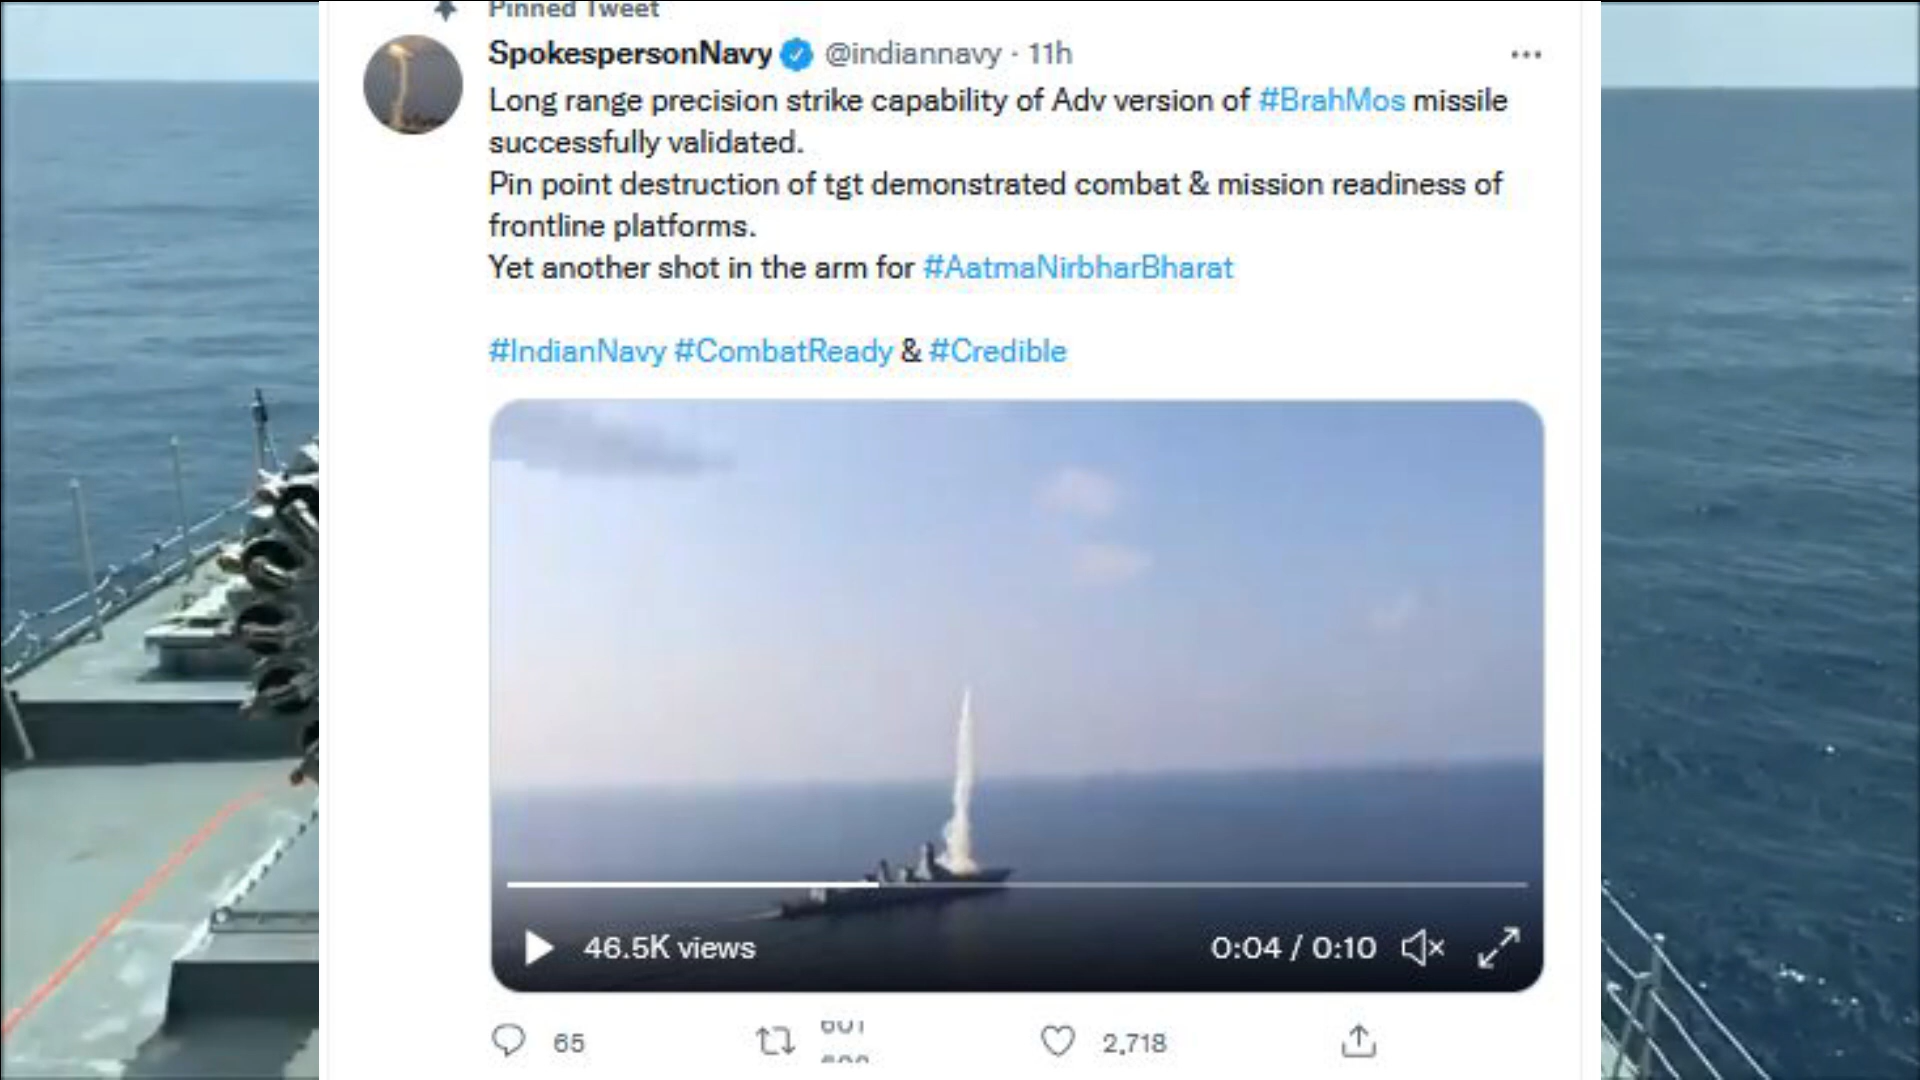 Pinned Tweet
SpokespersonNavy @indiannavy · 11h
Long range precision strike capability of Adv version of #BrahMos missile
successfully validated.
Pin point destruction of tgt demonstrated combat & mission readiness of
frontline platforms.
Yet another shot in the arm for #AatmaNirbharBharat
#IndianNavy #CombatReady & #Credible
46.5K views
0:04 / 0:10
65
2,718